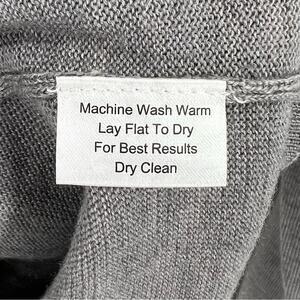 Machine Wash Warm
Lay Flat To Dry
For Best Results
Dry Clean